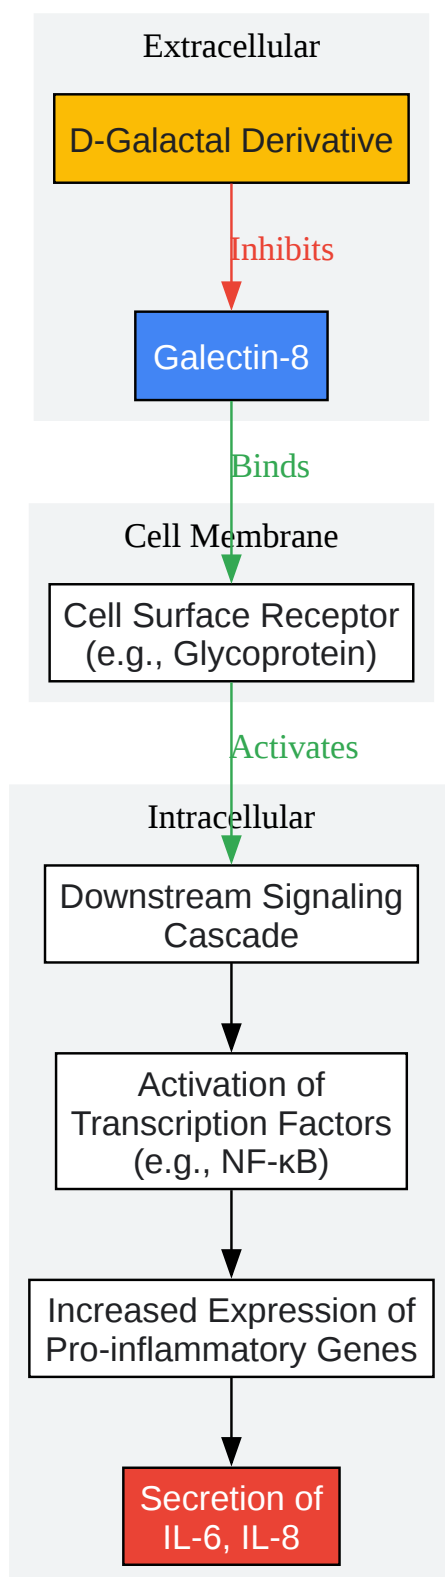 Extracellular
D-Galactal Derivative
Inhibits
Galectin-8
Binds
Cell Membrane
Cell Surface Receptor
(e.g., Glycoprotein)
Activates
Intracellular
Downstream Signaling
Cascade
Activation of
Transcription Factors
(e.g., NF-κB)
Increased Expression of
Pro-inflammatory Genes
Secretion of
IL-6, IL-8